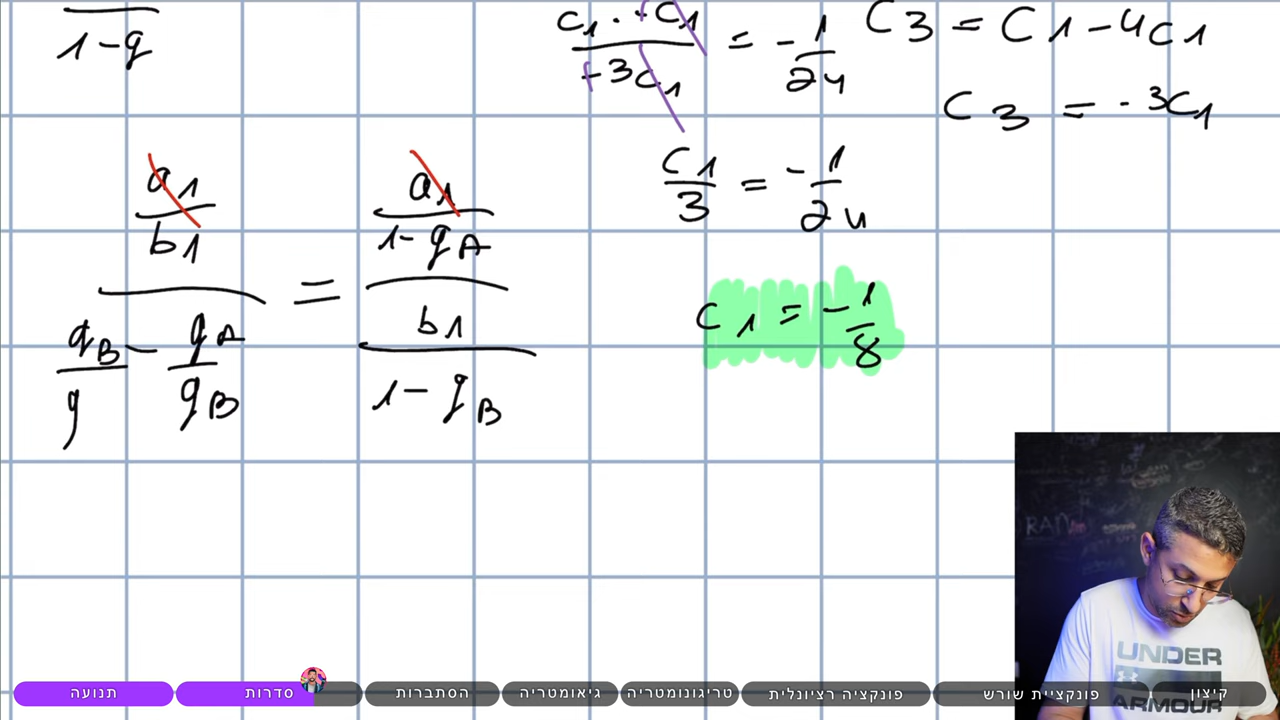 1-q
c1 · +c1 / +3c1 = -1/24
c3 = c1 - 4c1
c3 = -3c1
c1/3 = -1/24
c1 = -1/8
a1/b1 / qB/q - qA/qB = a1/1-qA / b1/1-qB
RAN
UNDER
ARMOUR
תנועה
סדרות
הסתברות
גיאומטריה
טריגונומטריה
פונקציה רציונלית
פונקציית שורש
קיצון